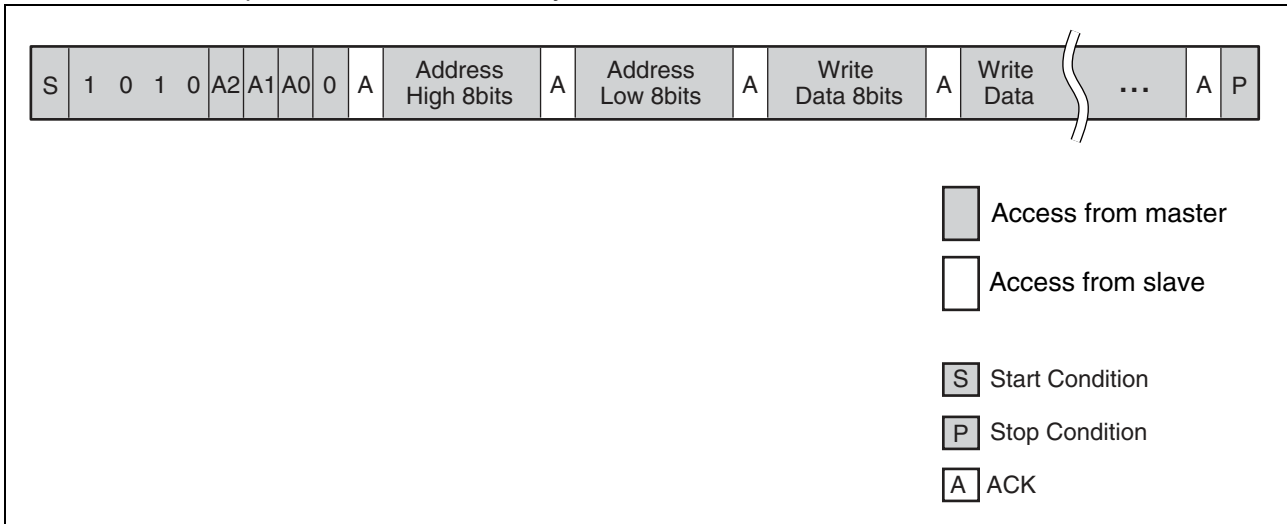 S 1 0 1 0 A2 A1 A0 0 A Address High 8bits A Address Low 8bits A Write Data 8bits A Write Data ... A P
Access from master
Access from slave
S Start Condition
P Stop Condition
A ACK